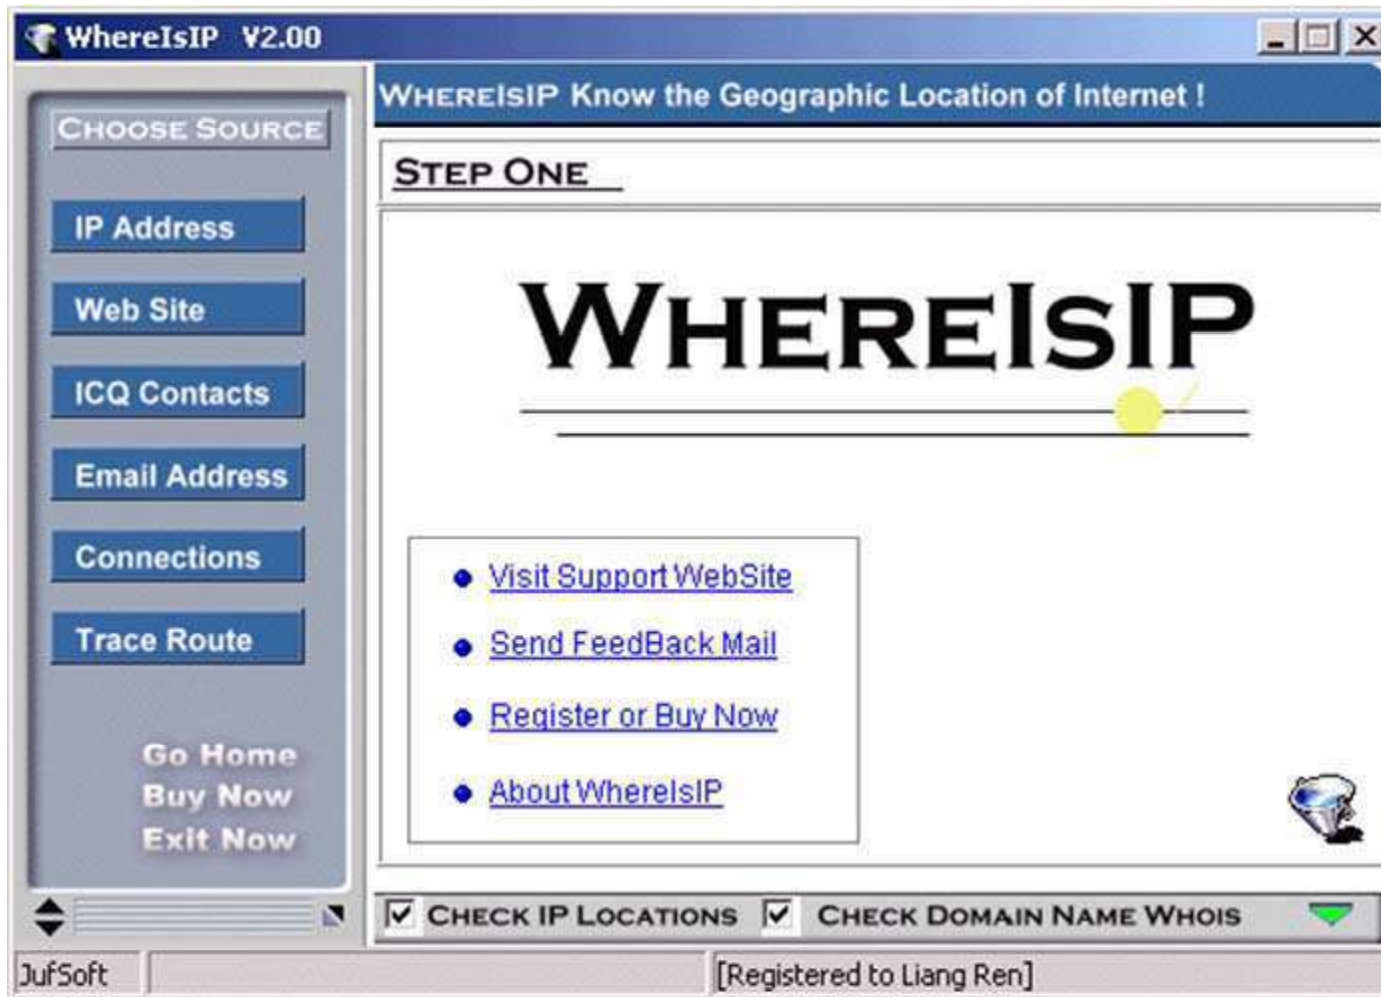 WhereIsIP V2.00
CHOOSE SOURCE
IP Address
Web Site
ICQ Contacts
Email Address
Connections
Trace Route
Go Home
Buy Now
Exit Now
WHEREISIP Know the Geographic Location of Internet !
STEP ONE
WHEREISIP
Visit Support WebSite
Send FeedBack Mail
Register or Buy Now
About WhereIsIP
CHECK IP LOCATIONS CHECK DOMAIN NAME WHOIS
JufSoft [Registered to Liang Ren]